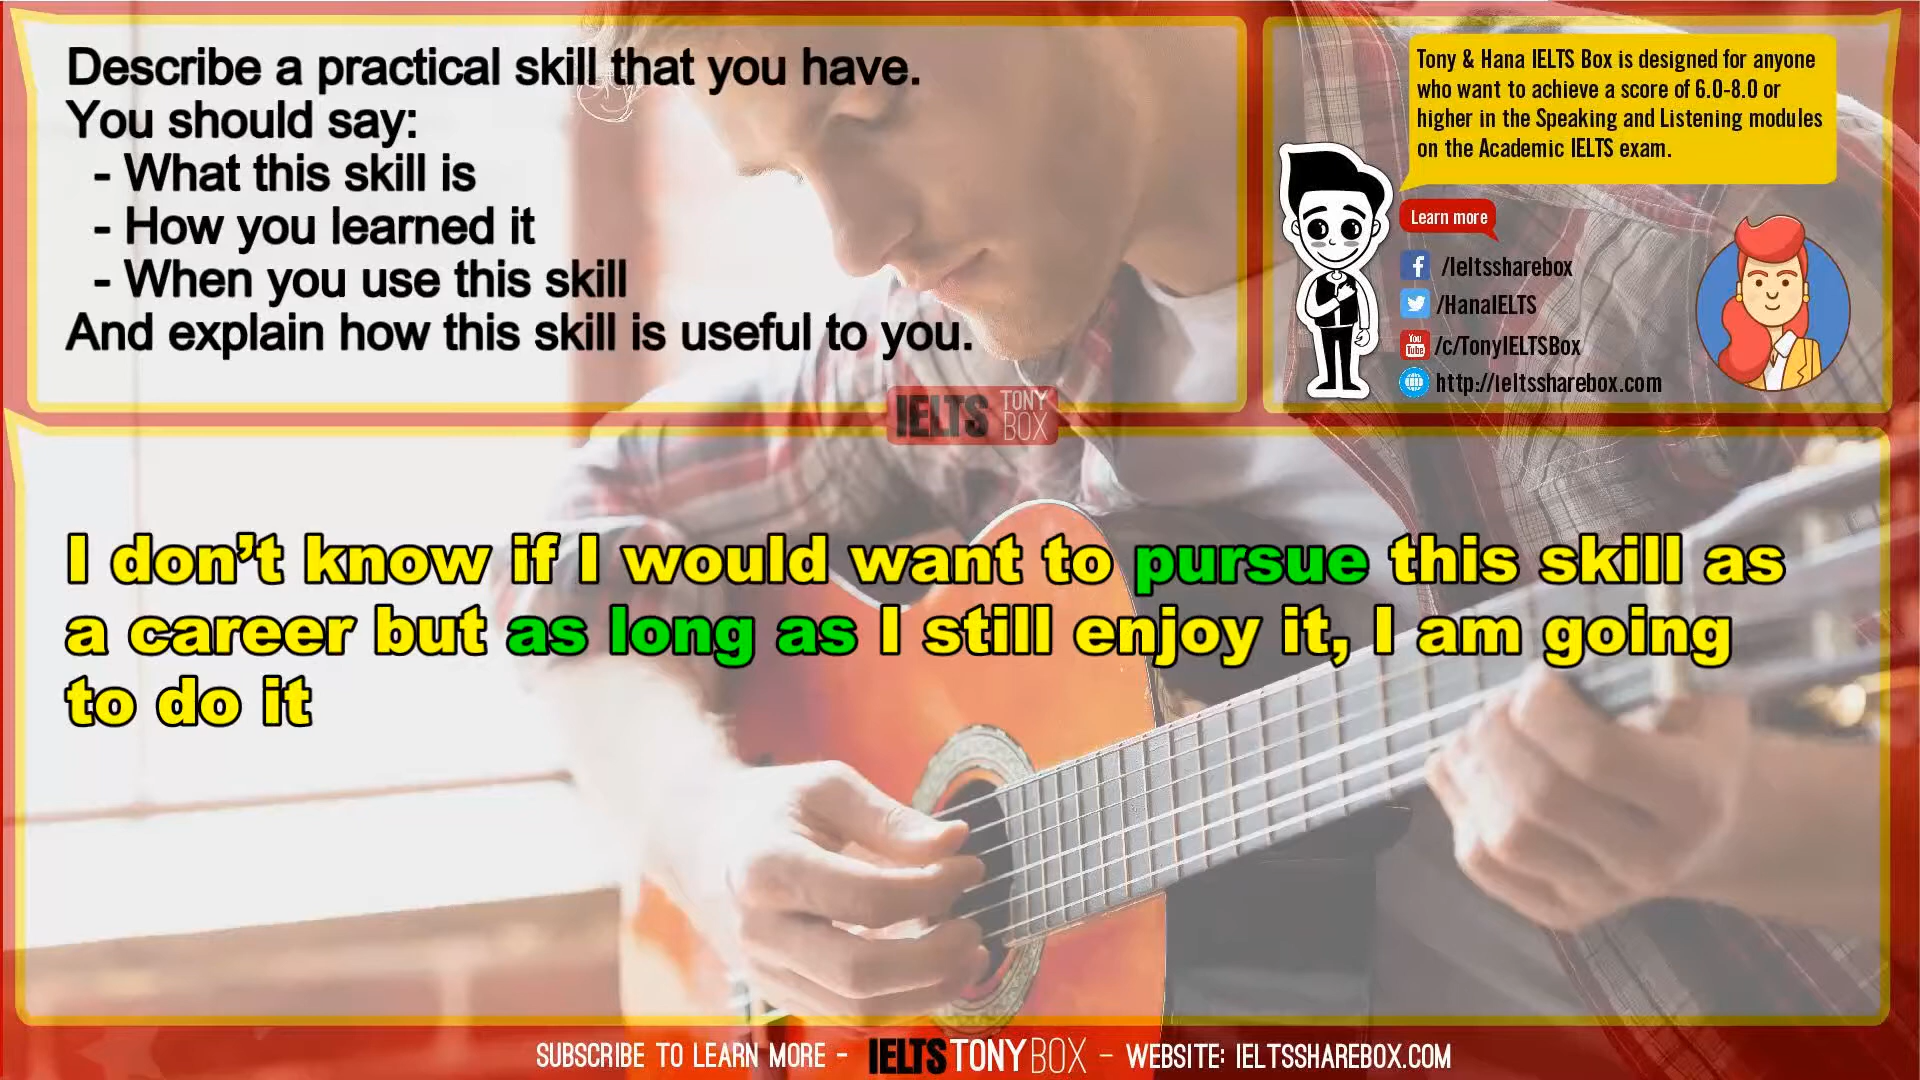 Describe a practical skill that you have.
You should say:
- What this skill is
- How you learned it
- When you use this skill
And explain how this skill is useful to you.
Tony & Hana IELTS Box is designed for anyone
who want to achieve a score of 6.0-8.0 or
higher in the Speaking and Listening modules
on the Academic IELTS exam.
Learn more
f /Ieltssharebox
/HanaIELTS
You Tube /c/TonyIELTSBox
http://ieltssharebox.com
IELTS TONY BOX
I don't know if I would want to pursue this skill as
a career but as long as I still enjoy it, I am going
to do it
SUBSCRIBE TO LEARN MORE - IELTS TONY BOX - WEBSITE: IELTSSHAREBOX.COM